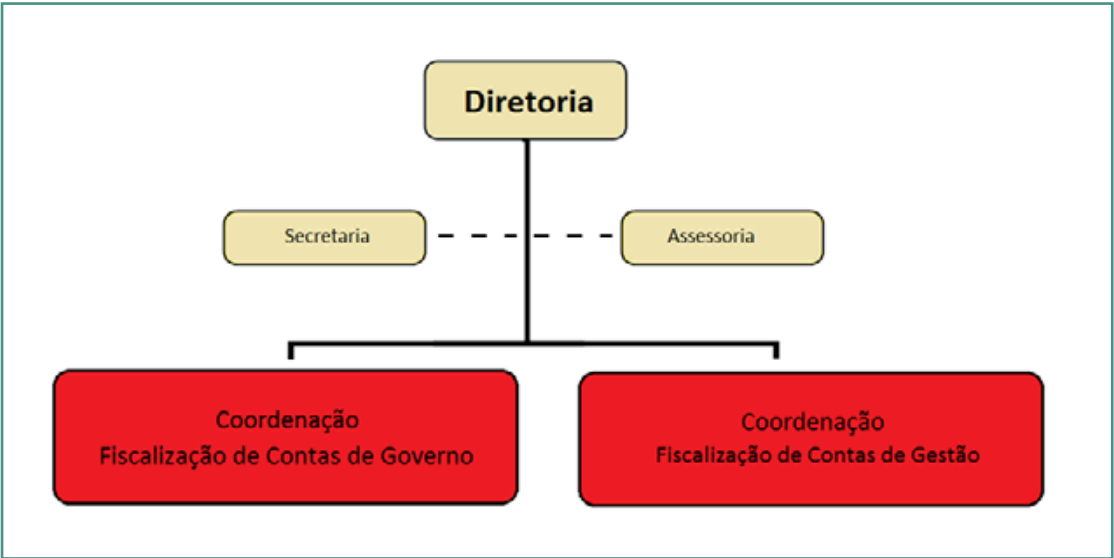 Diretoria
Secretaria
Assessoria
Coordenação
Fiscalização de Contas de Governo
Coordenação
Fiscalização de Contas de Gestão